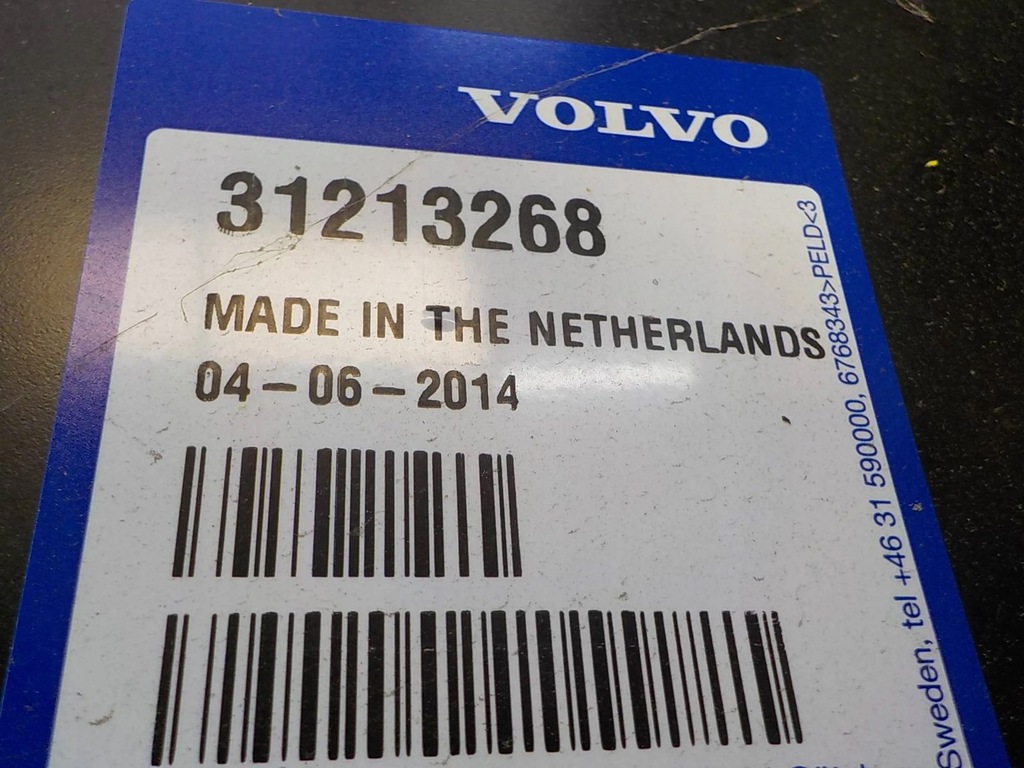 VOLVO
31213268
MADE IN THE NETHERLANDS
04-06-2014
Sweden, tel +46 31 590000, 6768343>PELD<3